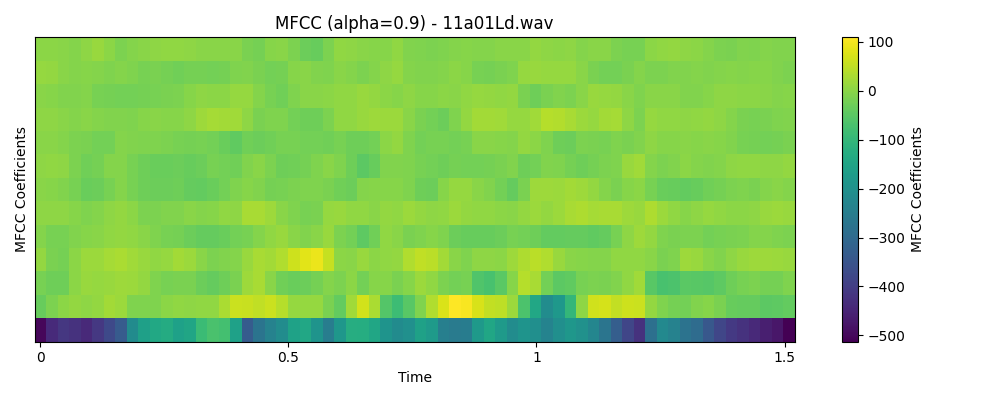 MFCC (alpha=0.9) - 11a01Ld.wav
MFCC Coefficients
0
0.5
1
1.5
Time
100
0
−100
−200
−300
−400
−500
MFCC Coefficients